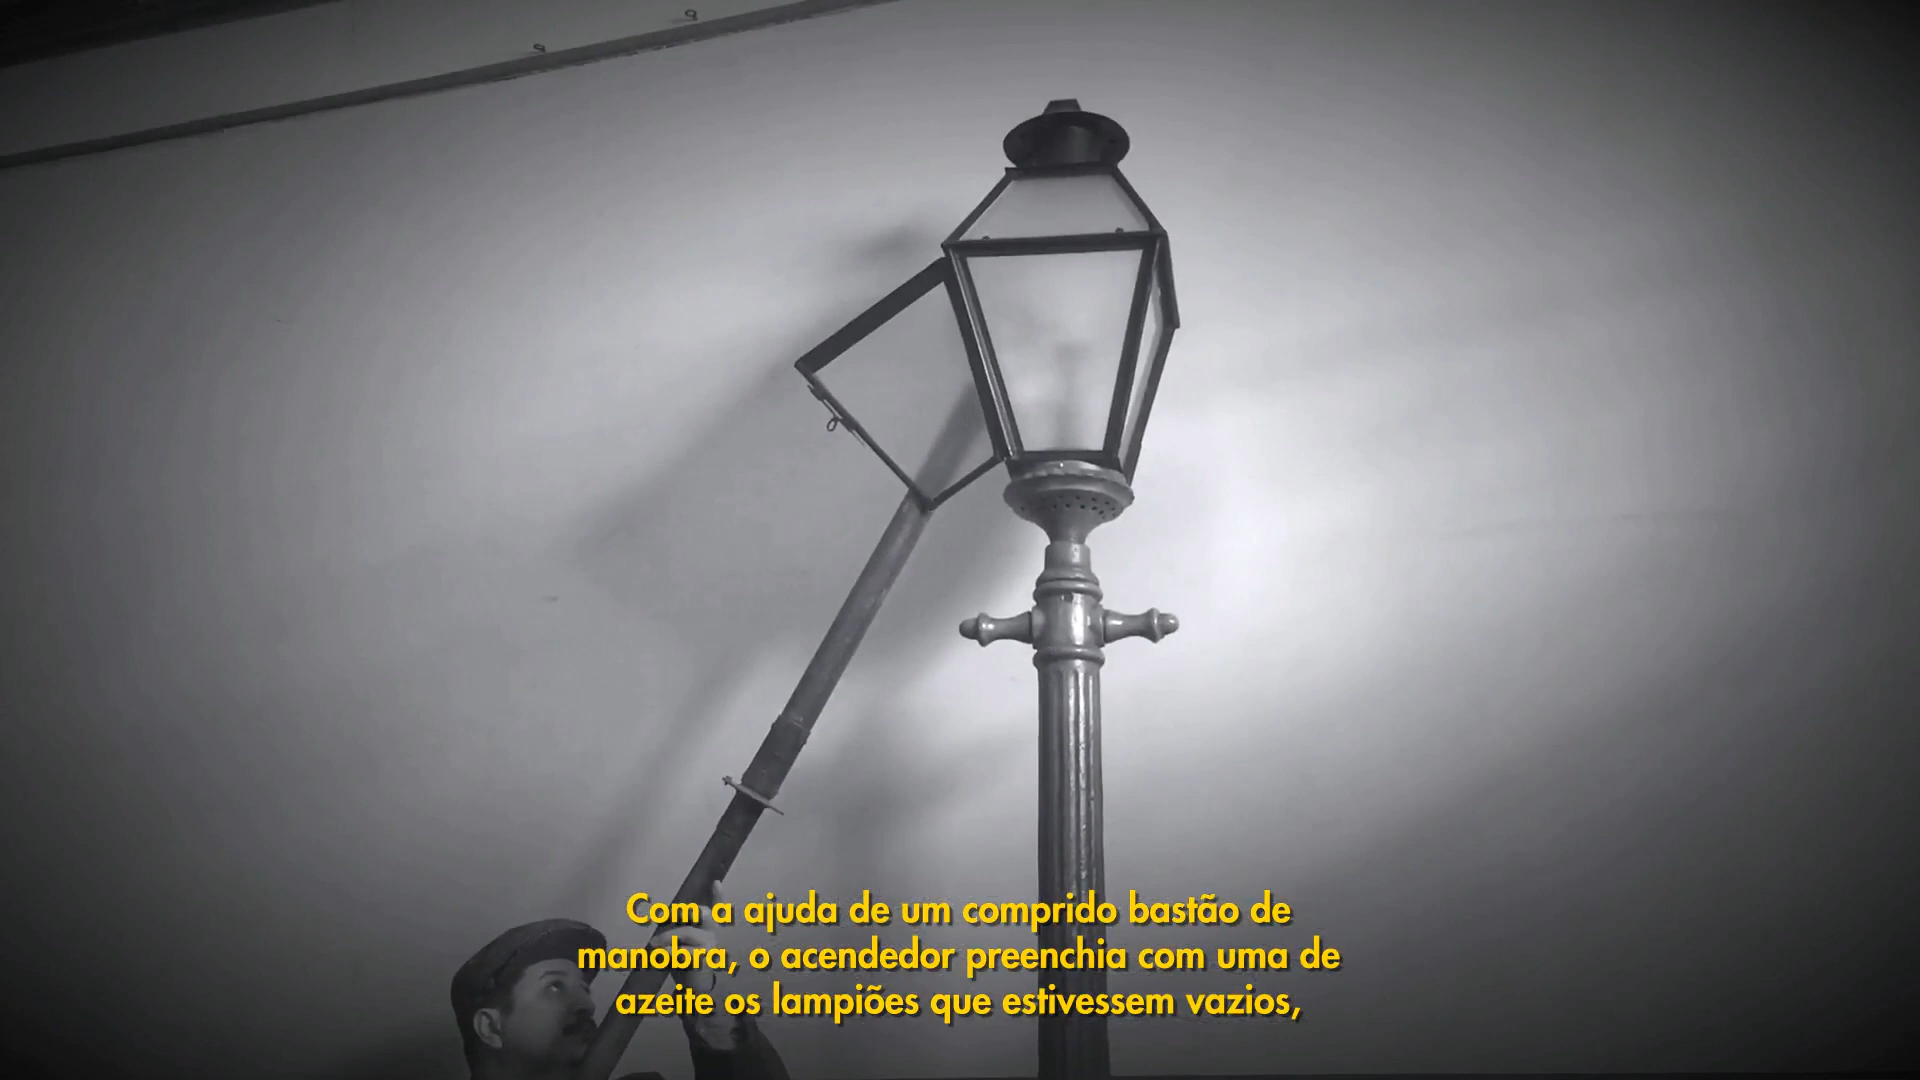 Com a ajuda de um comprido bastão de
manobra, o acendedor preenchia com uma de
azeite os lampiões que estivessem vazios,